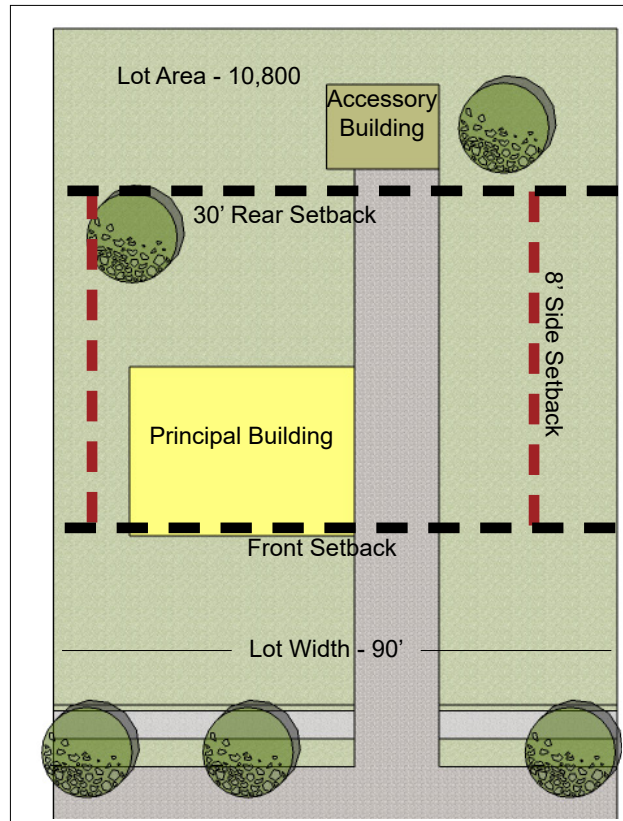 Lot Area - 10,800
Accessory
Building
30’ Rear Setback
8’ Side Setback
Principal Building
Front Setback
Lot Width - 90’